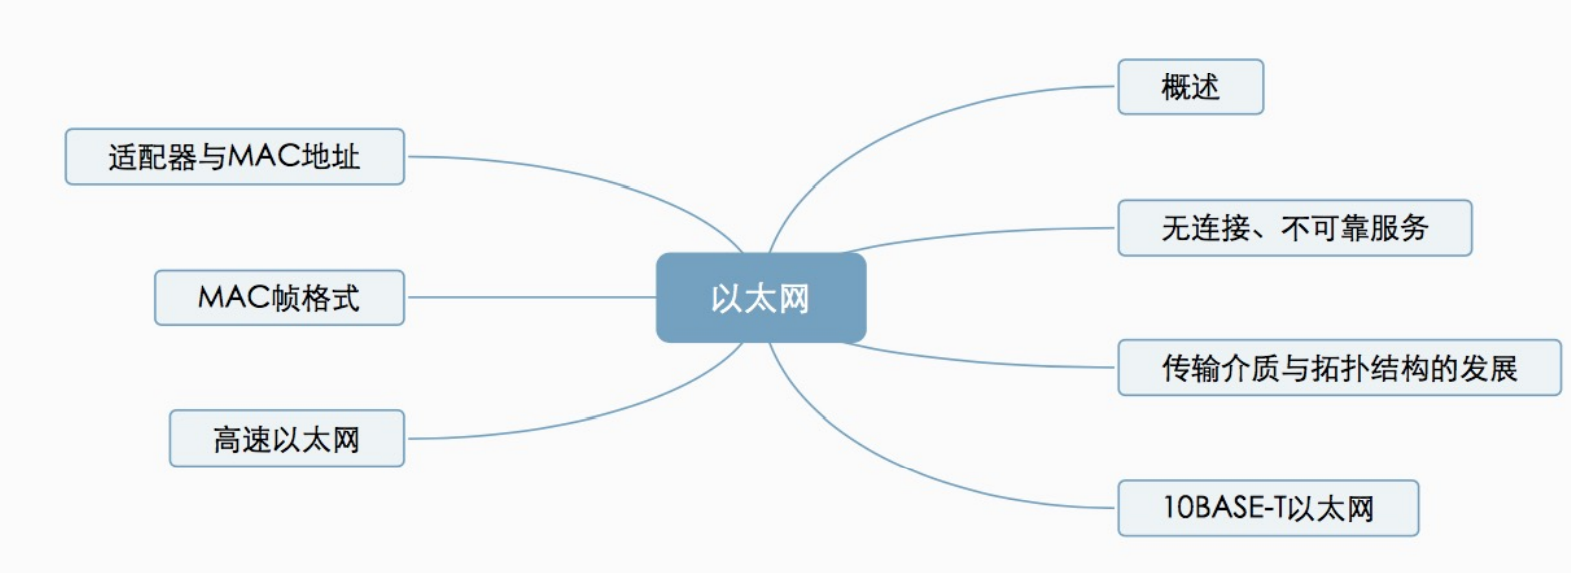 以太网
概述
无连接、不可靠服务
传输介质与拓扑结构的发展
10BASE-T以太网
适配器与MAC地址
MAC帧格式
高速以太网